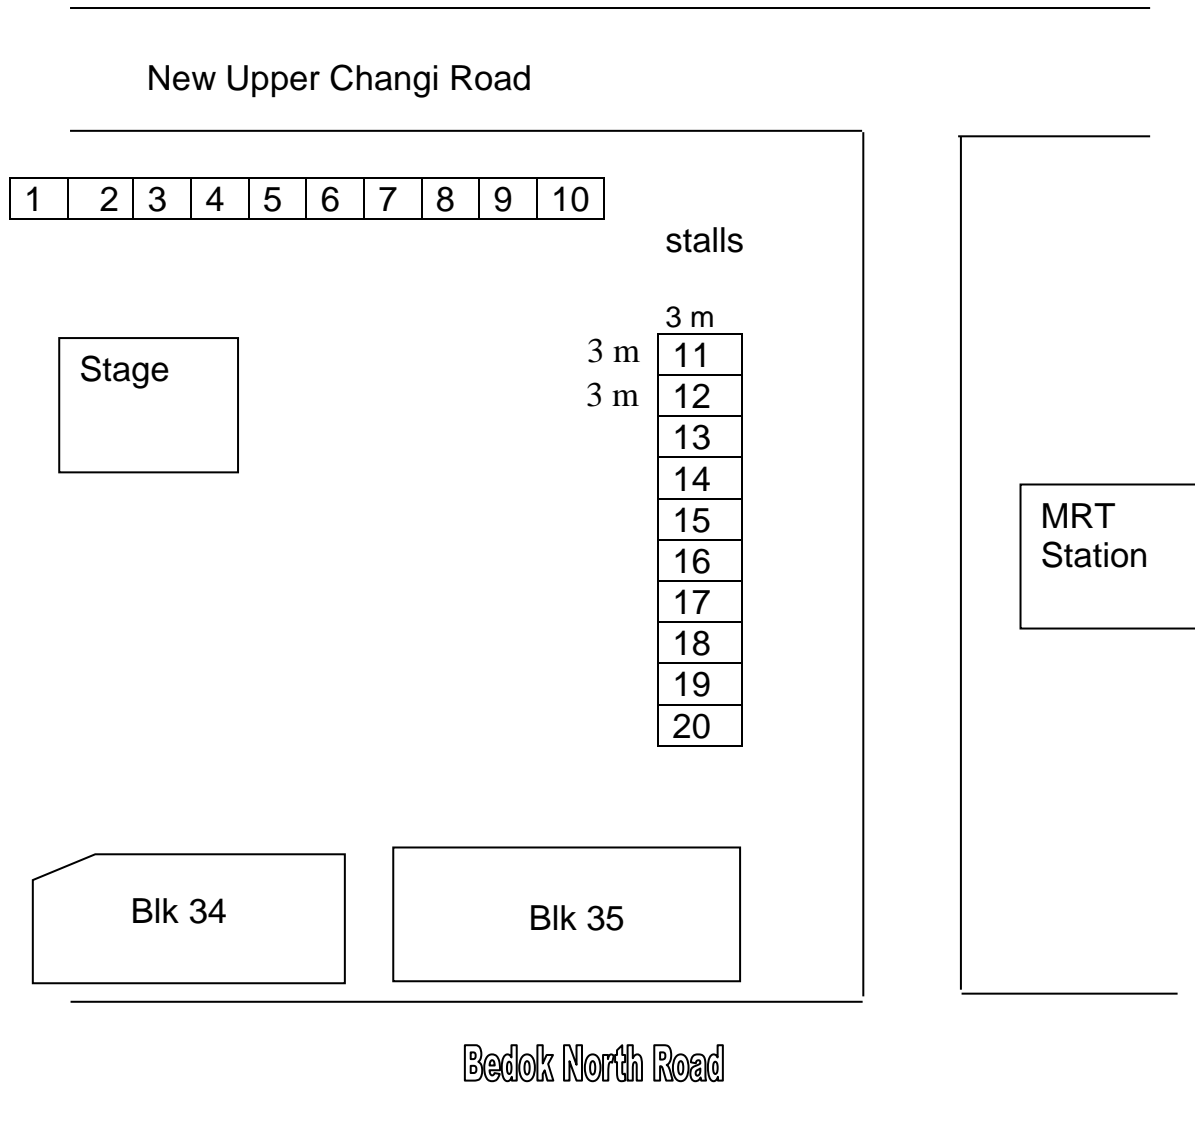 New Upper Changi Road
1 2 3 4 5 6 7 8 9 10
stalls
3 m
3 m 11
3 m 12
13
14
15
16
17
18
19
20
Stage
MRT
Station
Blk 34
Blk 35
Bedok North Road